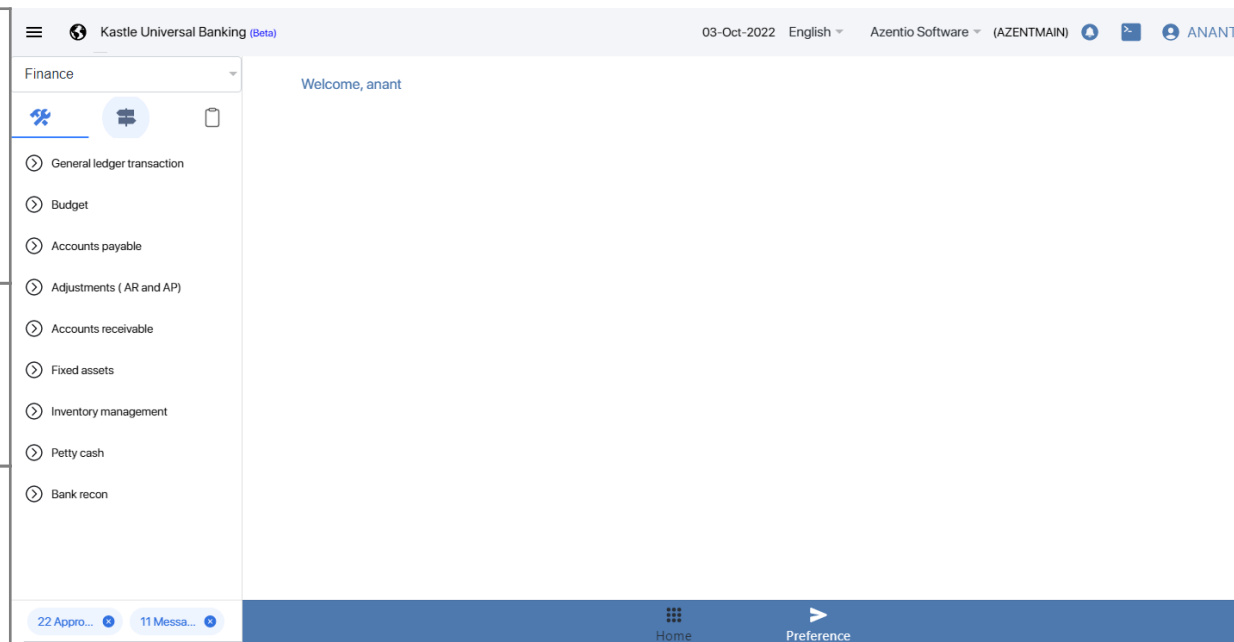 Kastle Universal Banking (Beta)
03-Oct-2022 English Azentio Software (AZENTMAIN) ANANT
Finance
Welcome, anant
General ledger transaction
Budget
Accounts payable
Adjustments ( AR and AP)
Accounts receivable
Fixed assets
Inventory management
Petty cash
Bank recon
22 Appro... 11 Messa...
Home
Preference